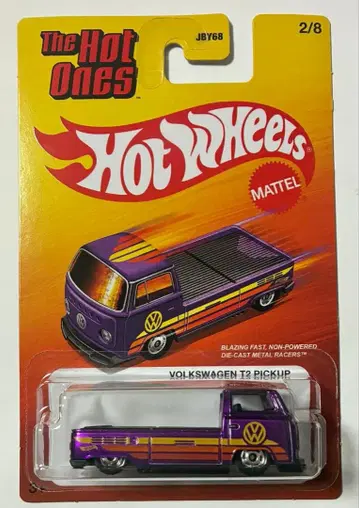 The Hot
Ones™
JBY68
2/8
Hot Wheels®
MATTEL
BLAZING FAST, NON-POWERED
DIE-CAST METAL RACERS™
VOLKSWAGEN T2 PICKUP